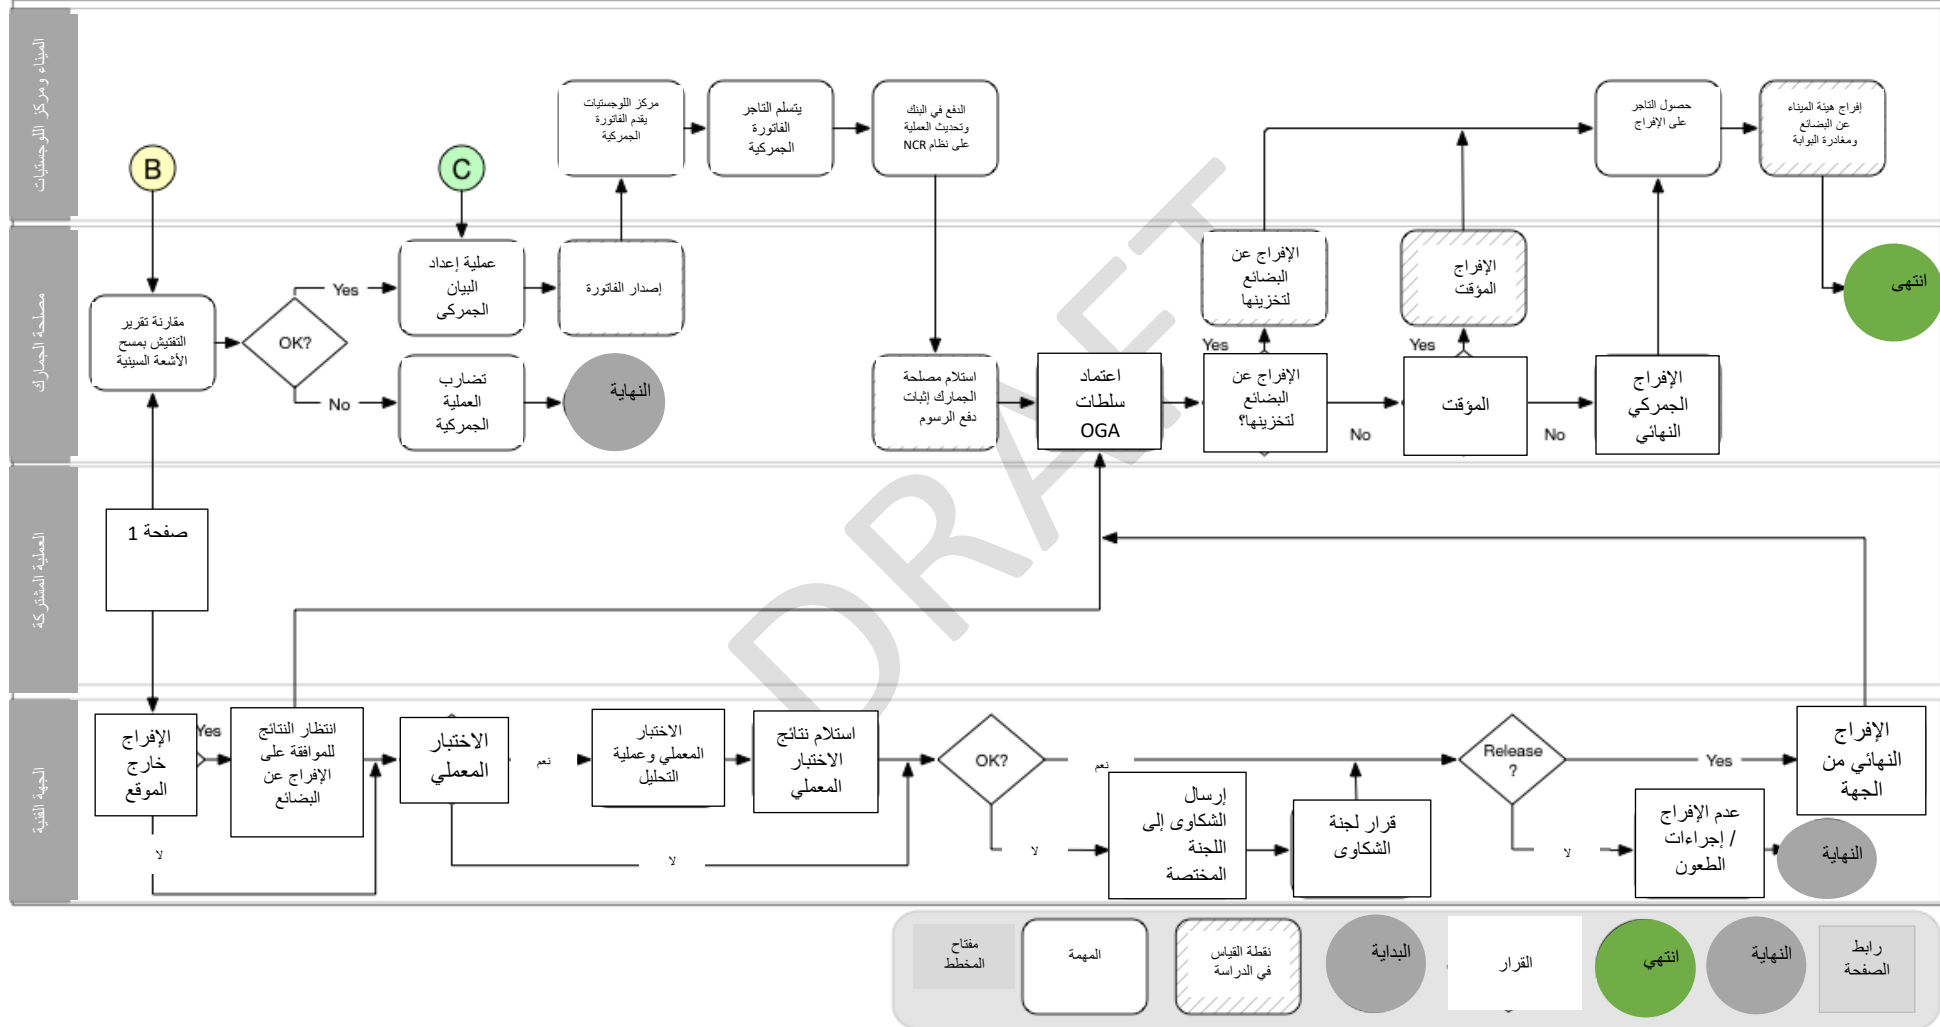 الميناء ومركز اللوجستيات
B
C
مركز اللوجستيات
يقدم الفاتورة
الجمركية
يتسلم التاجر
الفاتورة
الجمركية
الدفع في البنك
وتحديث العملية
على نظام NCR
حصول التاجر
على الإفراج
إفراج هيئة الميناء
عن البضائع
ومغادرة البوابة
مصلحة الجمارك
مقارنة تقرير
التفتيش بمسح
الأشعة السينية
OK?
Yes
No
عملية إعداد
البيان
الجمركى
إصدار الفاتورة
تضارب
العملية
الجمركية
النهاية
استلام مصلحة
الجمارك إثبات
دفع الرسوم
اعتماد
سلطات
OGA
الإفراج عن
البضائع
لتخزينها
Yes
الإفراج عن
البضائع
لتخزينها؟
No
الإفراج
المؤقت
Yes
المؤقت
No
الإفراج
الجمركي
النهائي
انتهى
العملية المشتركة
صفحة 1
DRAFT
الجهة الفنية
الإفراج
خارج
الموقع
Yes
لا
انتظار النتائج
للموافقة على
الإفراج عن
البضائع
الاختبار
المعملي
نعم
لا
الاختبار
المعملي وعملية
التحليل
استلام نتائج
الاختبار
المعملي
OK?
نعم
لا
إرسال
الشكاوى إلى
اللجنة
المختصة
قرار لجنة
الشكاوى
Release
?
Yes
لا
الإفراج
النهائي من
الجهة
عدم الإفراج
/ إجراءات
الطعون
النهاية
مفتاح
المخطط
المهمة
نقطة القياس
في الدراسة
البداية
القرار
انتهي
النهاية
رابط
الصفحة